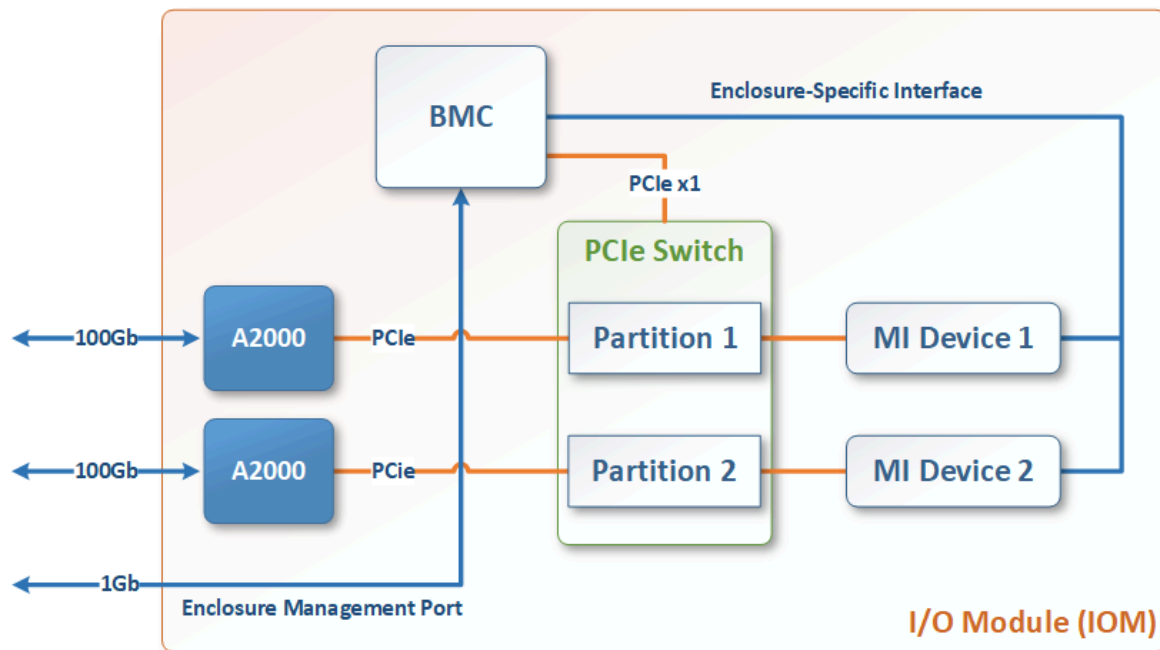 BMC
Enclosure-Specific Interface
PCIe x1
PCIe Switch
100Gb
A2000
PCIe
Partition 1
MI Device 1
100Gb
A2000
PCie
Partition 2
MI Device 2
1Gb
Enclosure Management Port
I/O Module (IOM)